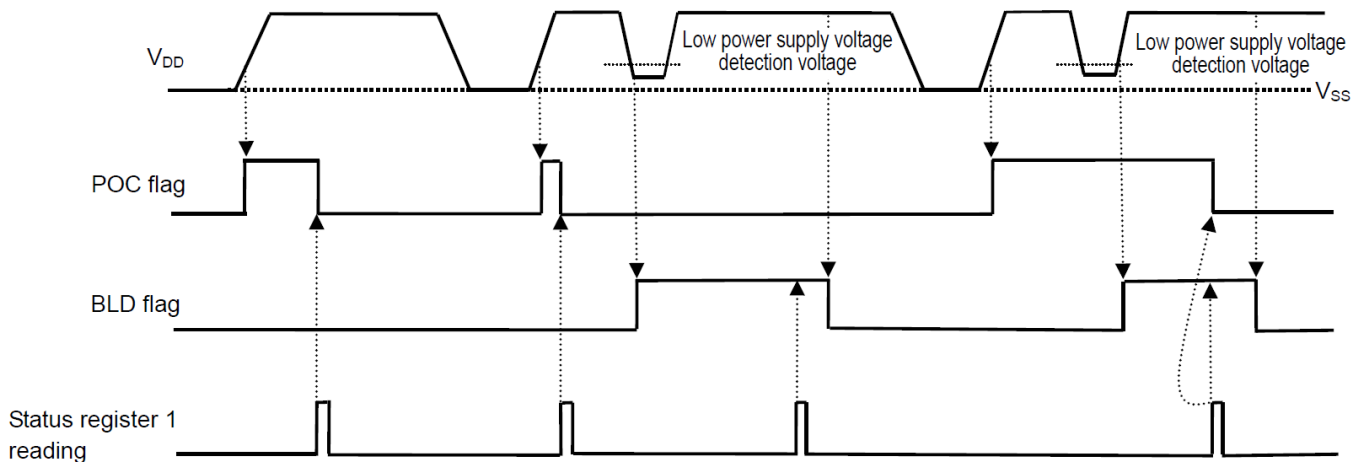 Low power supply voltage
detection voltage
Low power supply voltage
detection voltage
VDD
VSS
POC flag
BLD flag
Status register 1
reading